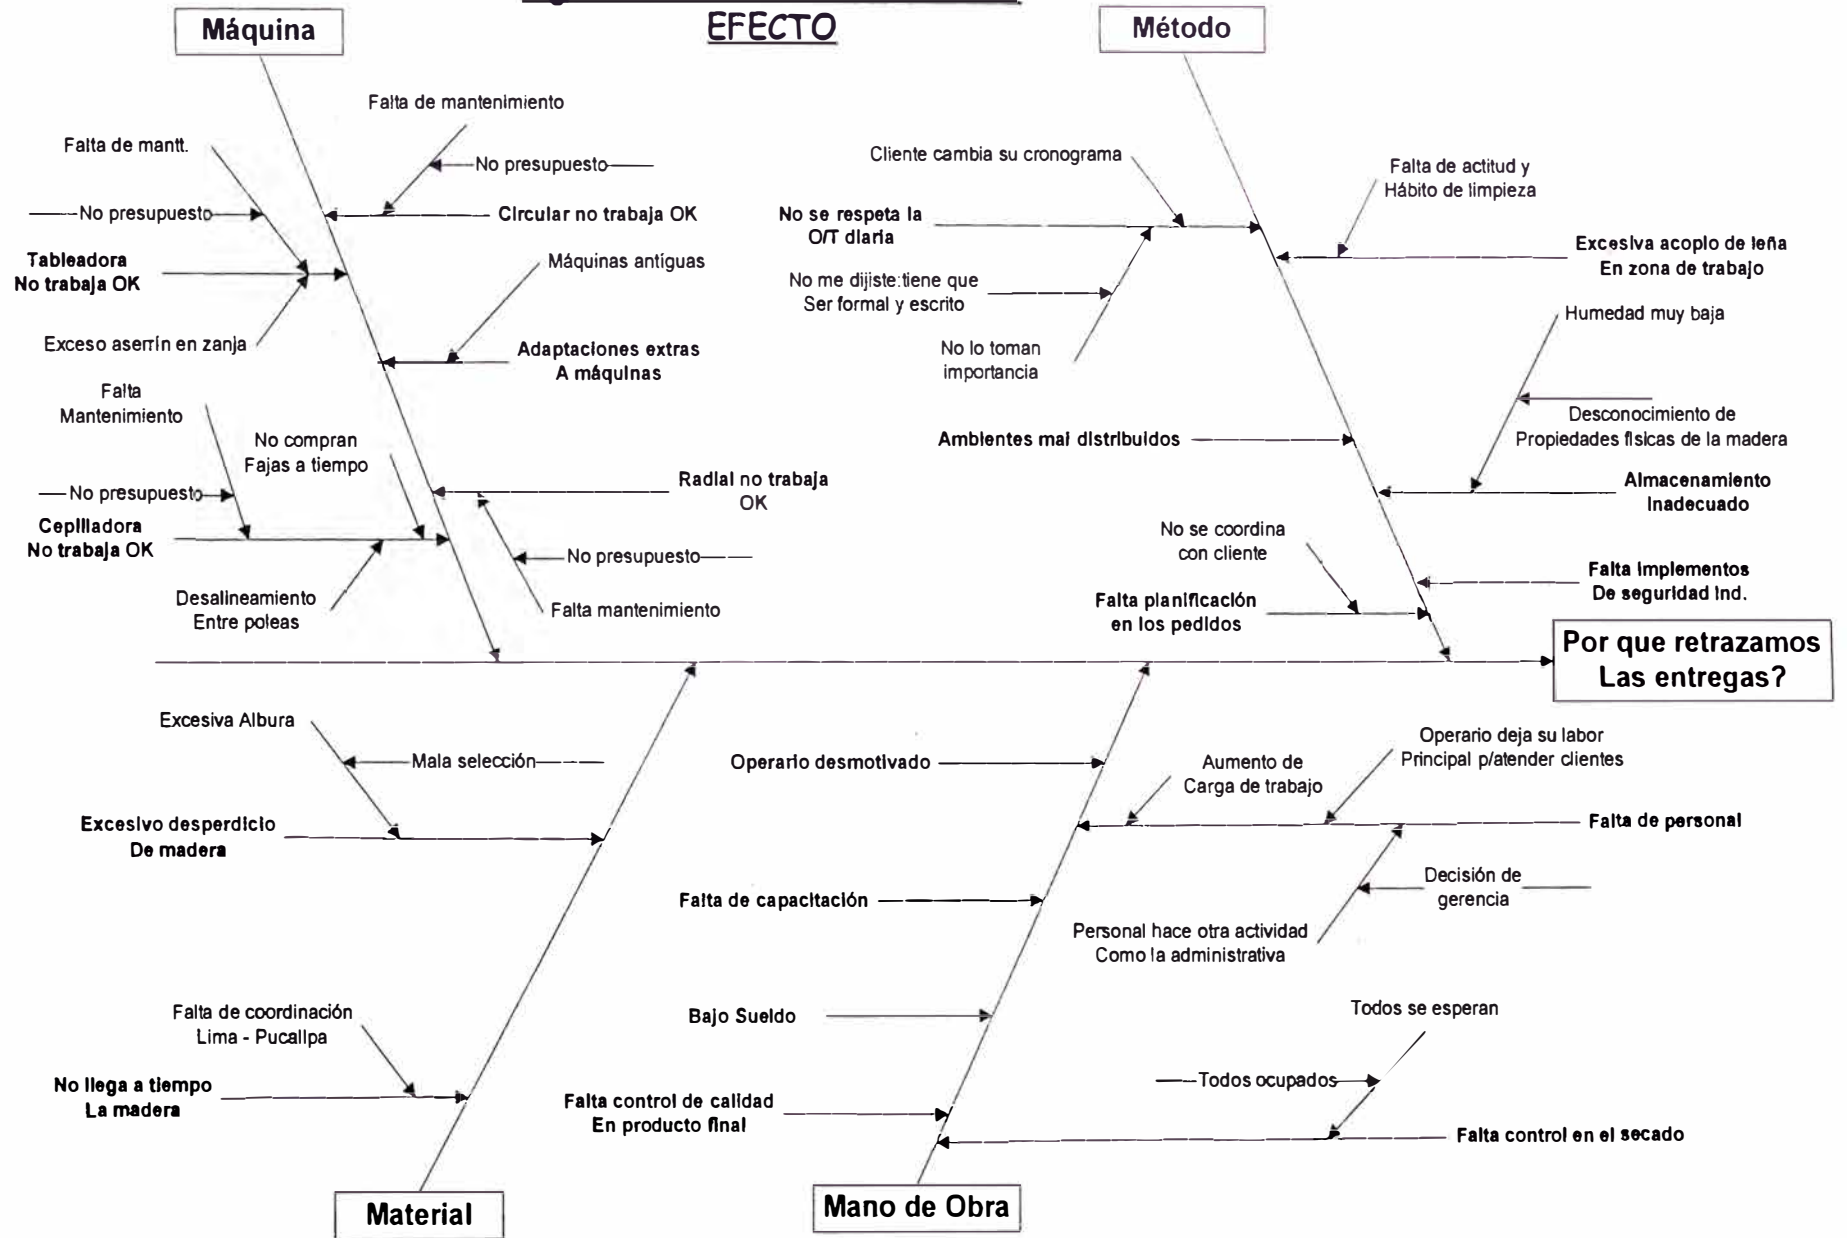 EFECTO
Máquina
Método
Falta de mantenimiento
Falta de mantt.
No presupuesto
No presupuesto
Circular no trabaja OK
Tableadora
No trabaja OK
Máquinas antiguas
Exceso aserrín en zanja
Adaptaciones extras
A máquinas
Falta
Mantenimiento
No compran
Fajas a tiempo
No presupuesto
Radial no trabaja
OK
Cepilladora
No trabaja OK
No presupuesto
Desalineamiento
Entre poleas
Falta mantenimiento
Cliente cambia su cronograma
Falta de actitud y
Hábito de limpieza
No se respeta la
O/T diaria
Excesiva acopio de leña
En zona de trabajo
No me dijiste:tiene que
Ser formal y escrito
Humedad muy baja
No lo toman
importancia
Desconocimiento de
Propiedades fisicas de la madera
Ambientes mal distribuidos
Almacenamiento
Inadecuado
No se coordina
con cliente
Falta implementos
De seguridad Ind.
Falta planificación
en los pedidos
Por que retrazamos
Las entregas?
Excesiva Albura
Mala selección
Excesivo desperdicio
De madera
Falta de coordinación
Lima - Pucallpa
No llega a tiempo
La madera
Material
Operario desmotivado
Aumento de
Carga de trabajo
Operario deja su labor
Principal p/atender clientes
Falta de personal
Falta de capacitación
Decisión de
gerencia
Personal hace otra actividad
Como la administrativa
Bajo Sueldo
Todos se esperan
Todos ocupados
Falta control de calidad
En producto final
Falta control en el secado
Mano de Obra